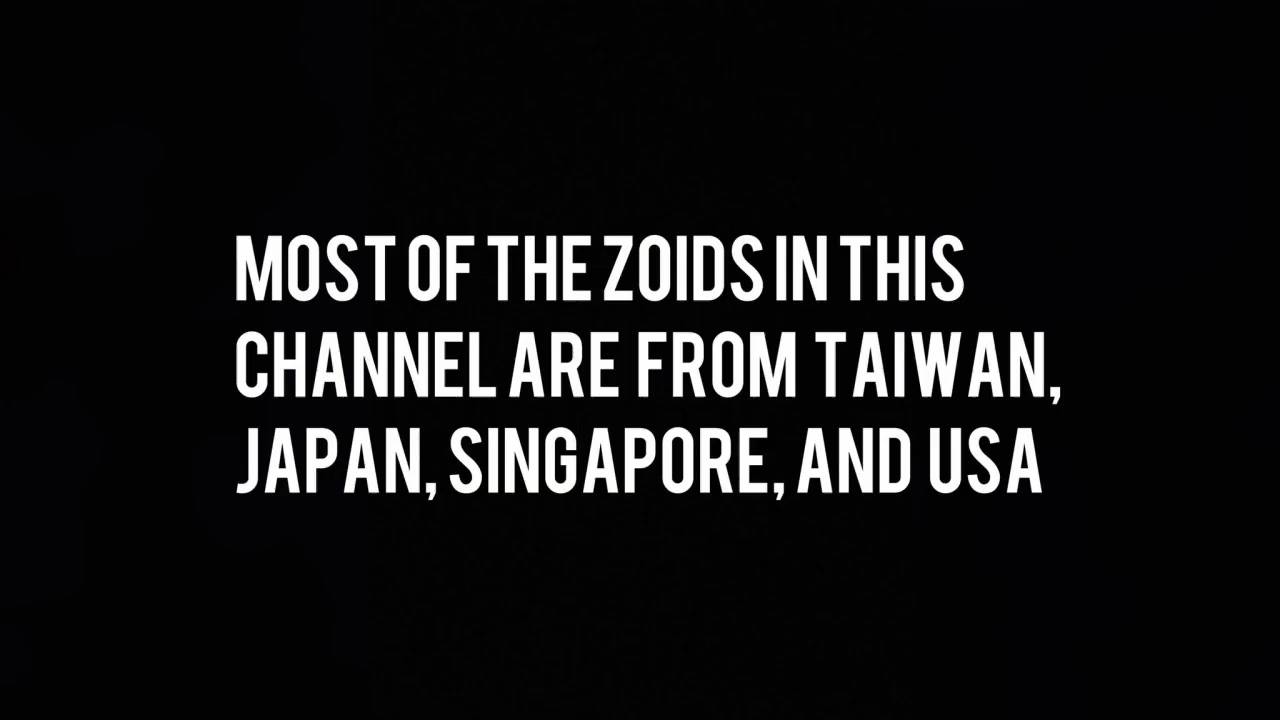 MOST OF THE ZOIDS IN THIS
CHANNEL ARE FROM TAIWAN,
JAPAN, SINGAPORE, AND USA